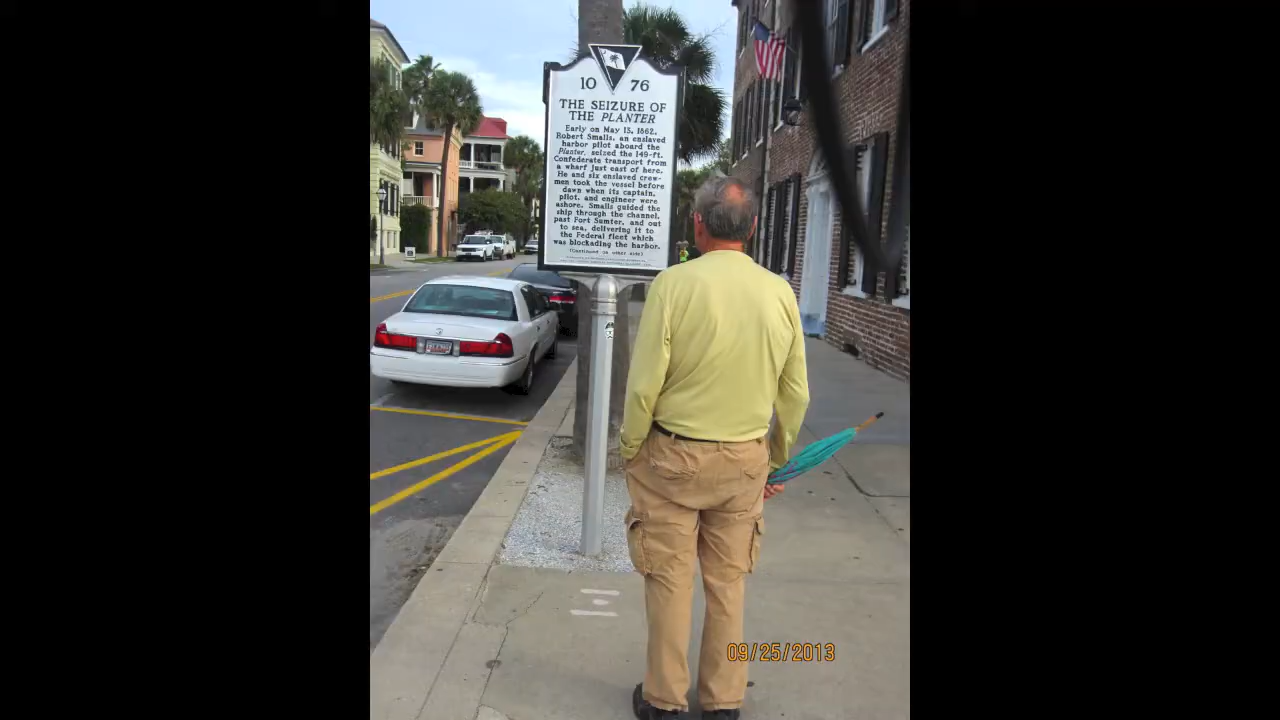 10 76
THE SEIZURE OF
THE PLANTER
Early on May 13, 1862,
Robert Smalls, an enslaved
harbor pilot aboard the
Planter, seized the 149-ft.
Confederate transport from
a wharf just east of here.
He and six enslaved crew-
men took the vessel before
dawn when its captain,
pilot, and engineer were
ashore. Smalls guided the
ship through the channel,
past Fort Sumter, and out
to sea, delivering it to
the Federal fleet which
was blockading the harbor.
(Continued on other side)
09/25/2013